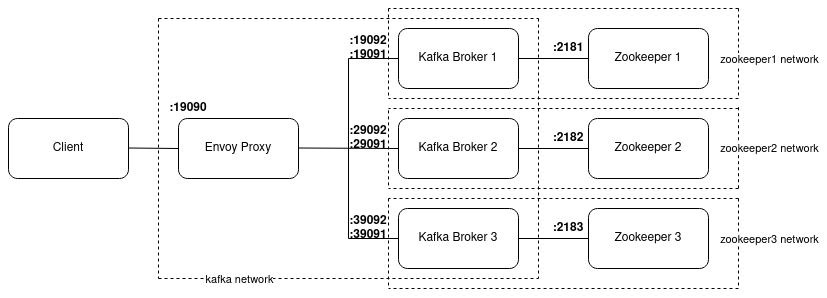 :19092
:19091
Kafka Broker 1
:2181
Zookeeper 1
zookeeper1 network
:19090
Client
Envoy Proxy
:29092
:29091
Kafka Broker 2
:2182
Zookeeper 2
zookeeper2 network
:39092
:39091
Kafka Broker 3
:2183
Zookeeper 3
zookeeper3 network
kafka network